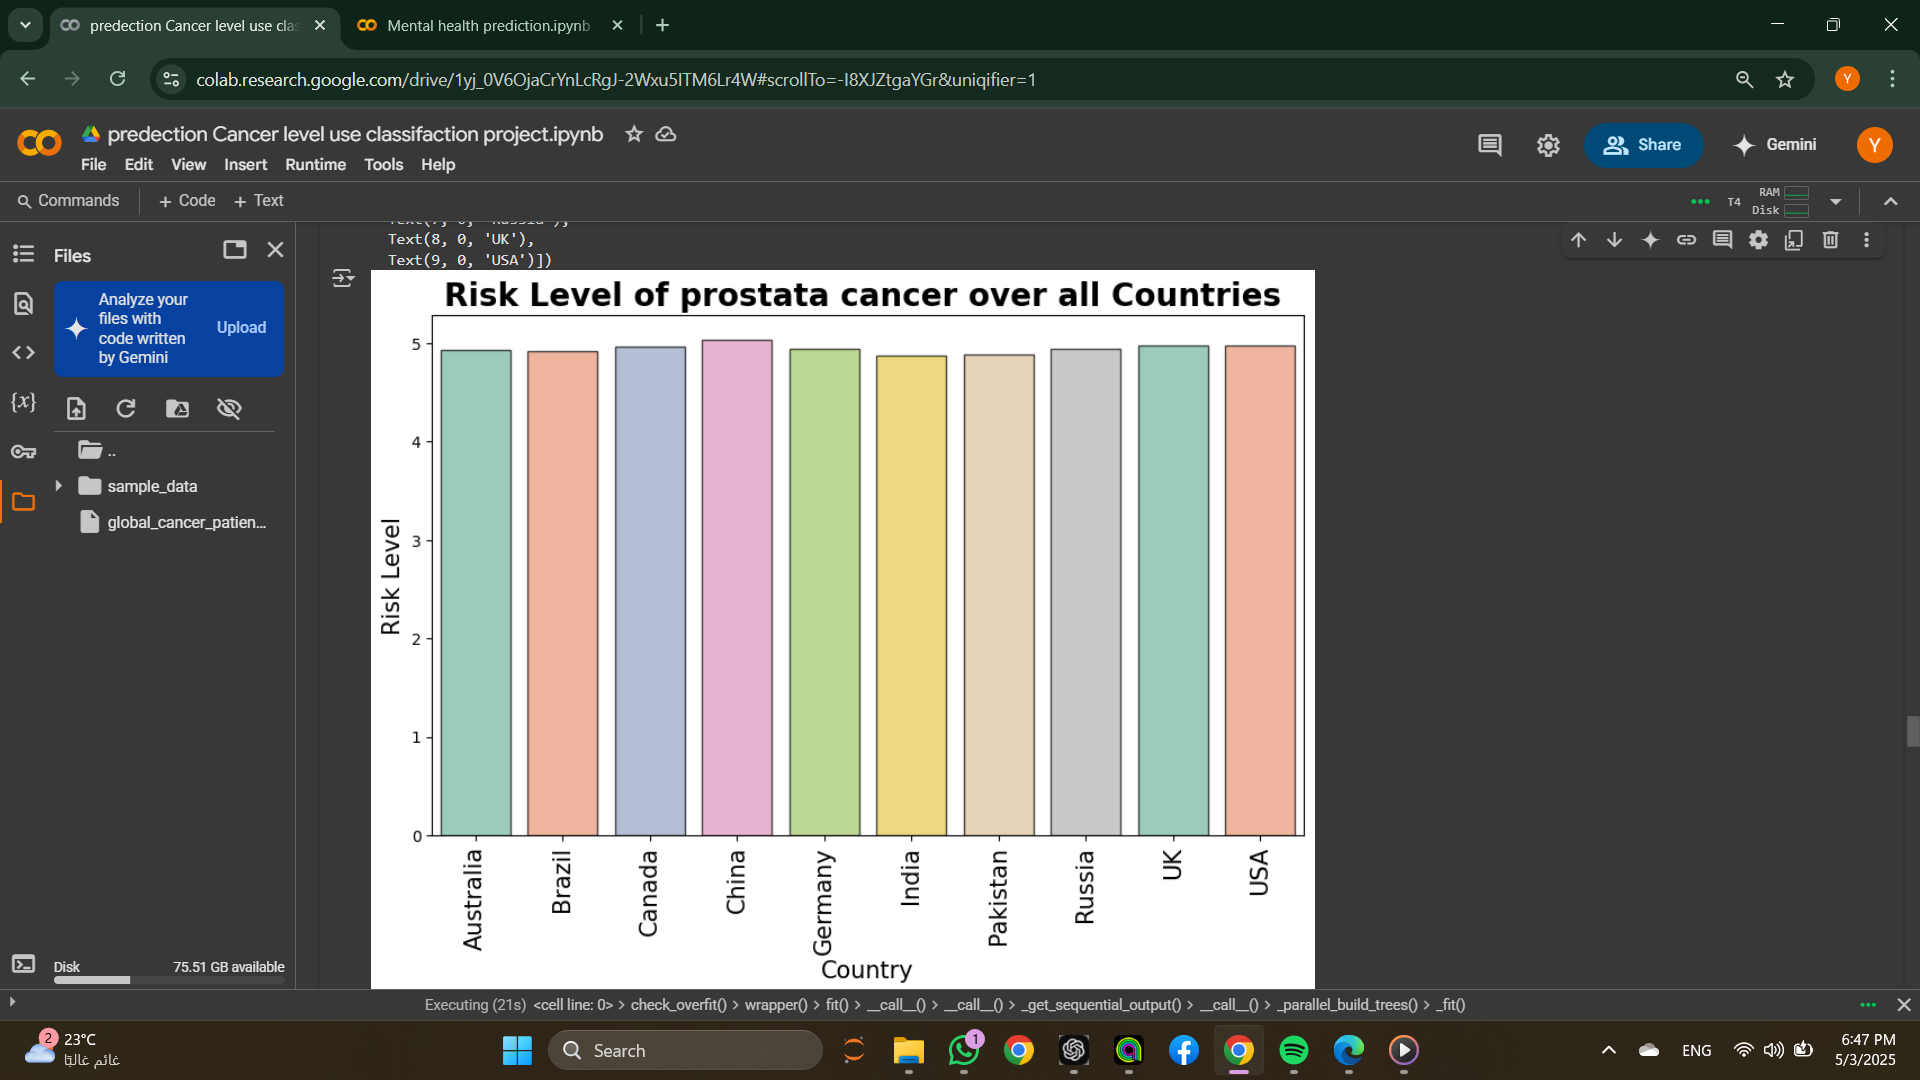 predection Cancer level use clas
Mental health prediction.ipynb
colab.research.google.com/drive/1yj_0V6OjaCrYnLcRgJ-2Wxu5ITM6Lr4W#scrollTo=-I8XJZtgaYGr&uniqifier=1
Y
predection Cancer level use classifaction project.ipynb
File Edit View Insert Runtime Tools Help
Share
Gemini
Y
Commands
+ Code + Text
T4
RAM
Disk
Files
Analyze your
files with
code written
by Gemini
Upload
{x}
..
sample_data
global_cancer_patien...
Disk 75.51 GB available
Text(7, 0, 'Russia'),
Text(8, 0, 'UK'),
Text(9, 0, 'USA')])
Risk Level of prostata cancer over all Countries
Risk Level
5
4
3
2
1
0
Australia
Brazil
Canada
China
Germany
India
Pakistan
Russia
UK
USA
Country
Executing (21s) <cell line: 0> > check_overfit() > wrapper() > fit() > __call__() > __call__() > _get_sequential_output() > __call__() > _parallel_build_trees() > _fit()
2
23°C
غائم غالبًا
Search
1
ENG
6:47 PM
5/3/2025